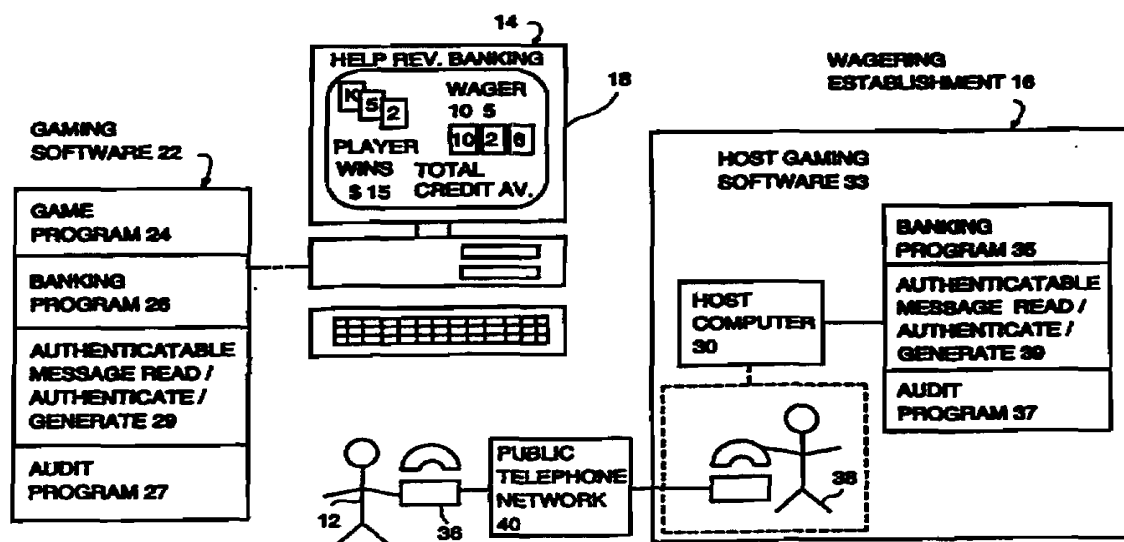 14
HELP REV. BANKING
K
5
2
WAGER
10 5
10 2 6
PLAYER
WINS
$ 15
TOTAL
CREDIT AV.
18
GAMING
SOFTWARE 22
GAME
PROGRAM 24
BANKING
PROGRAM 26
AUTHENTICATABLE
MESSAGE READ /
AUTHENTICATE /
GENERATE 29
AUDIT
PROGRAM 27
WAGERING
ESTABLISHMENT 16
HOST GAMING
SOFTWARE 33
HOST
COMPUTER
30
BANKING
PROGRAM 35
AUTHENTICATABLE
MESSAGE READ /
AUTHENTICATE /
GENERATE 39
AUDIT
PROGRAM 37
12
36
PUBLIC
TELEPHONE
NETWORK
40
38